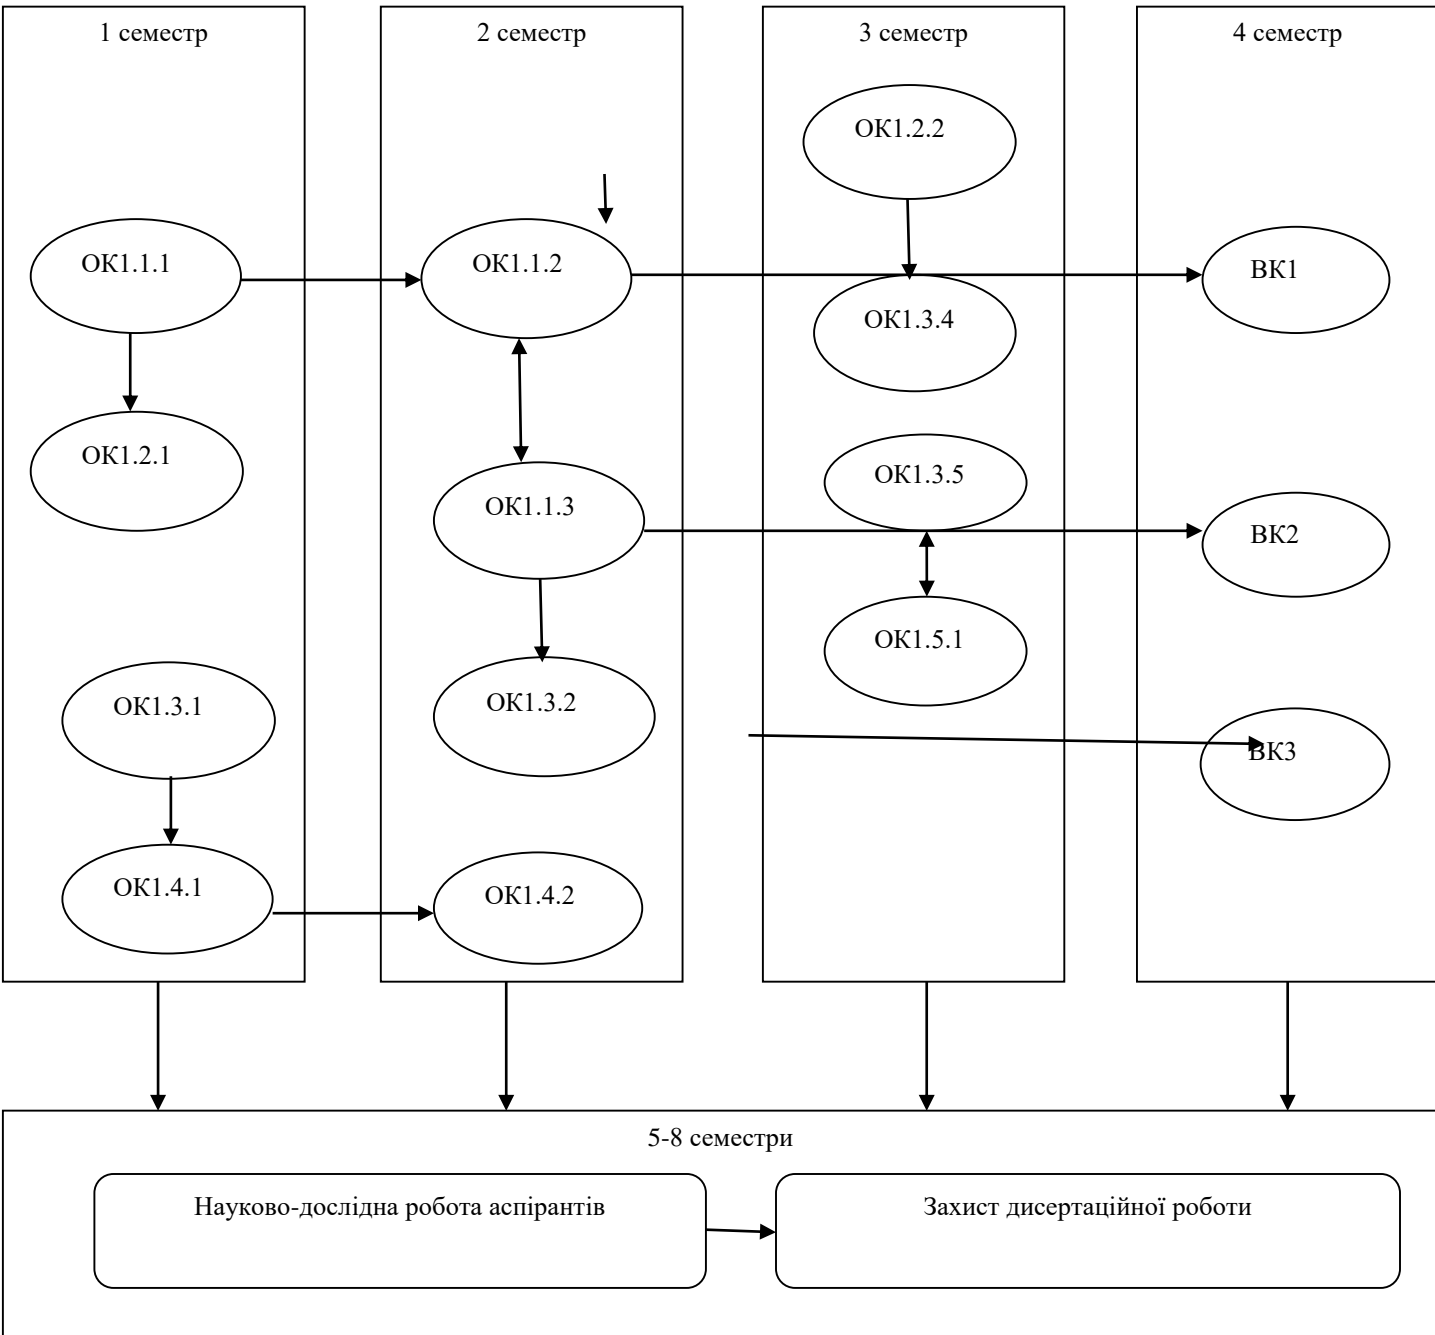 1 семестр
2 семестр
3 семестр
4 семестр
ОК1.2.2
ОК1.1.1
ОК1.1.2
ВК1
ОК1.3.4
ОК1.2.1
ОК1.3.5
ОК1.1.3
ВК2
ОК1.5.1
ОК1.3.1
ОК1.3.2
ВК3
ОК1.4.1
ОК1.4.2
5-8 семестри
Науково-дослідна робота аспірантів
Захист дисертаційної роботи